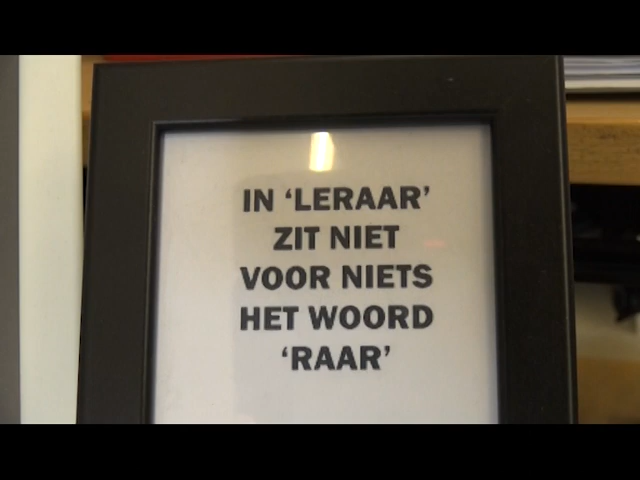 IN ‘LERAAR’
ZIT NIET
VOOR NIETS
HET WOORD
‘RAAR’